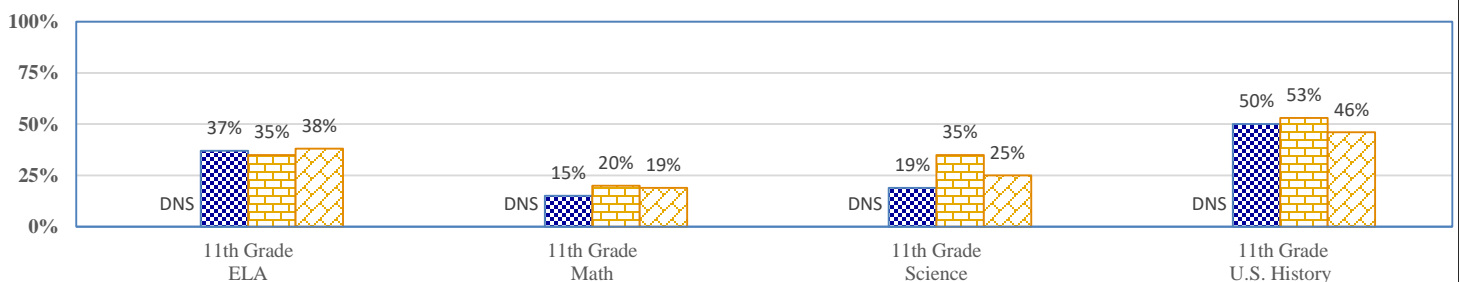 100%
75%
50%
25%
0%
DNS 37% 35% 38%
DNS 15% 20% 19%
DNS 19% 35% 25%
DNS 50% 53% 46%
11th Grade
ELA
11th Grade
Math
11th Grade
Science
11th Grade
U.S. History